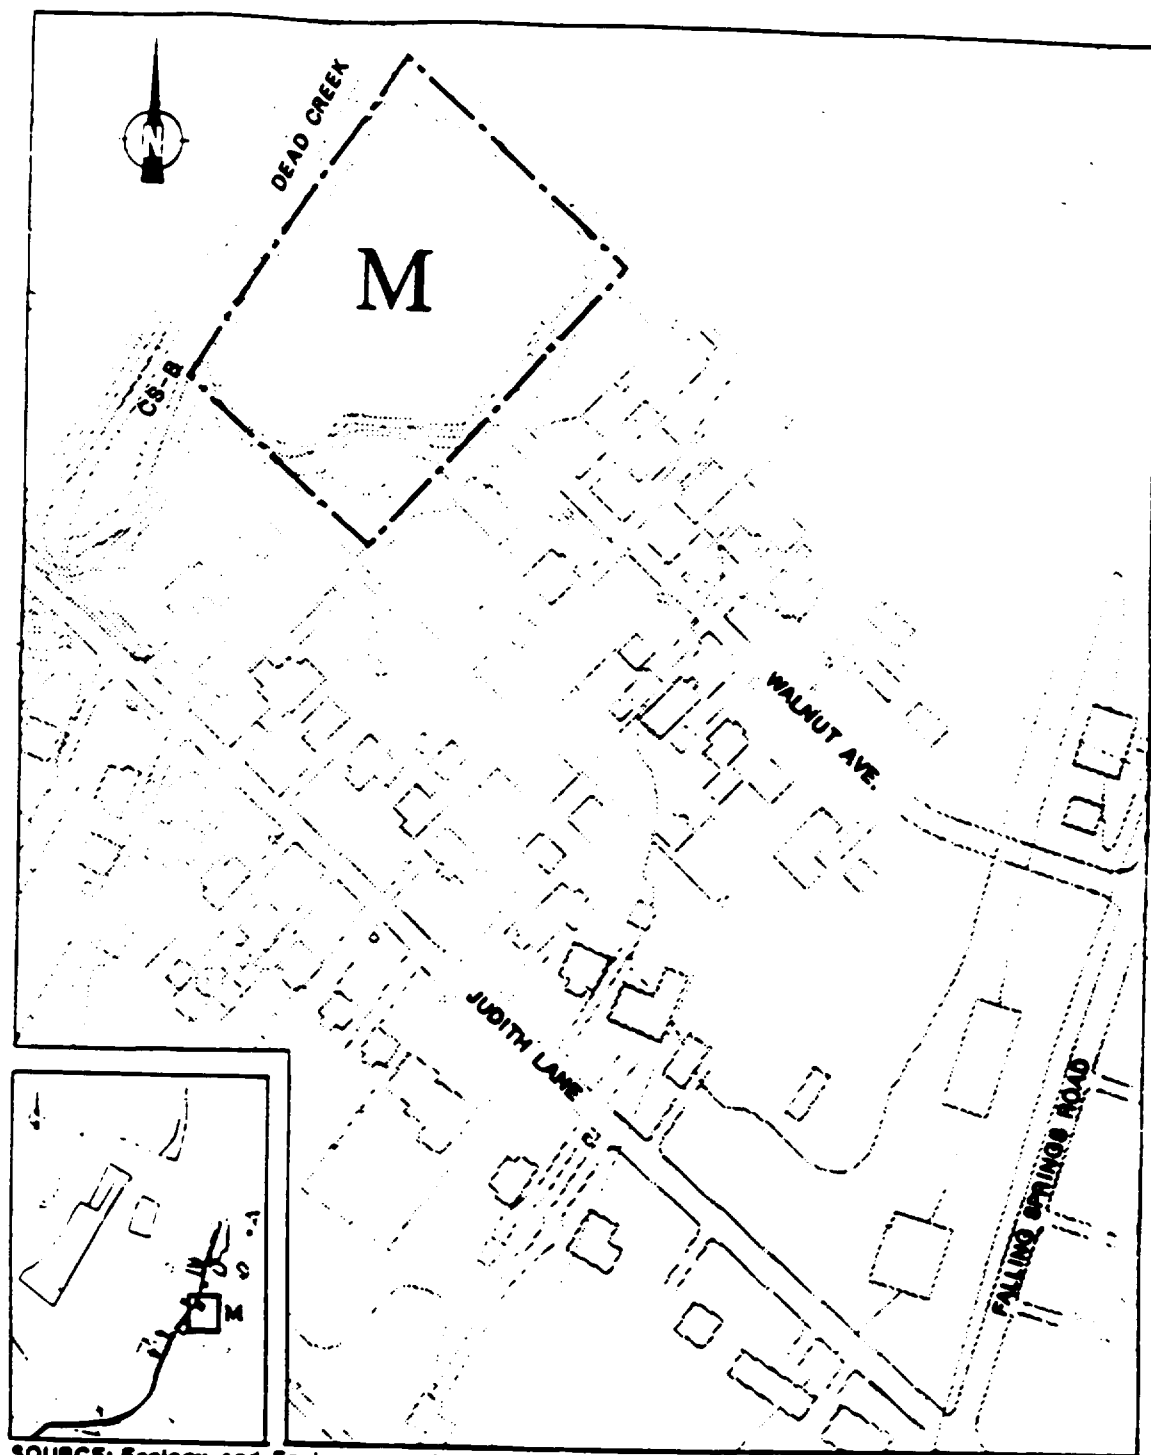 N
DEAD CREEK
M
CS-B
WALNUT AVE.
JUDITH LANE
FALLING SPRINGS ROAD
M
SOURCE: Ecology and